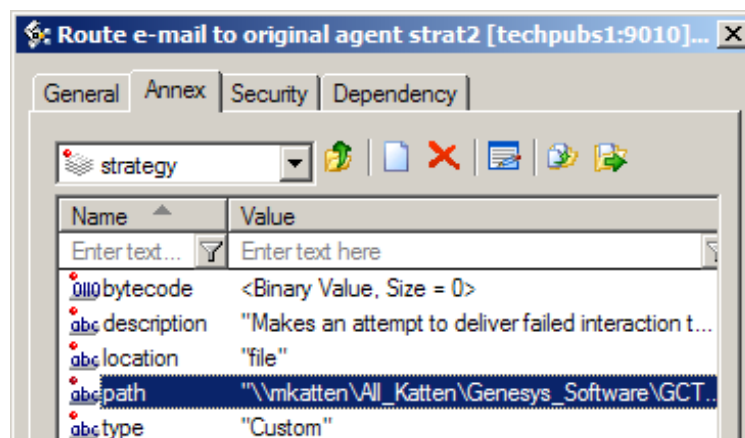 Route e-mail to original agent strat2 [techpubs1:9010]...
General Annex Security Dependency
strategy
Name Value
Enter text... Enter text here
bytecode <Binary Value, Size = 0>
description "Makes an attempt to deliver failed interaction t...
location "file"
path "\\mkatten\All_Katten\Genesys_Software\GCT...
type "Custom"